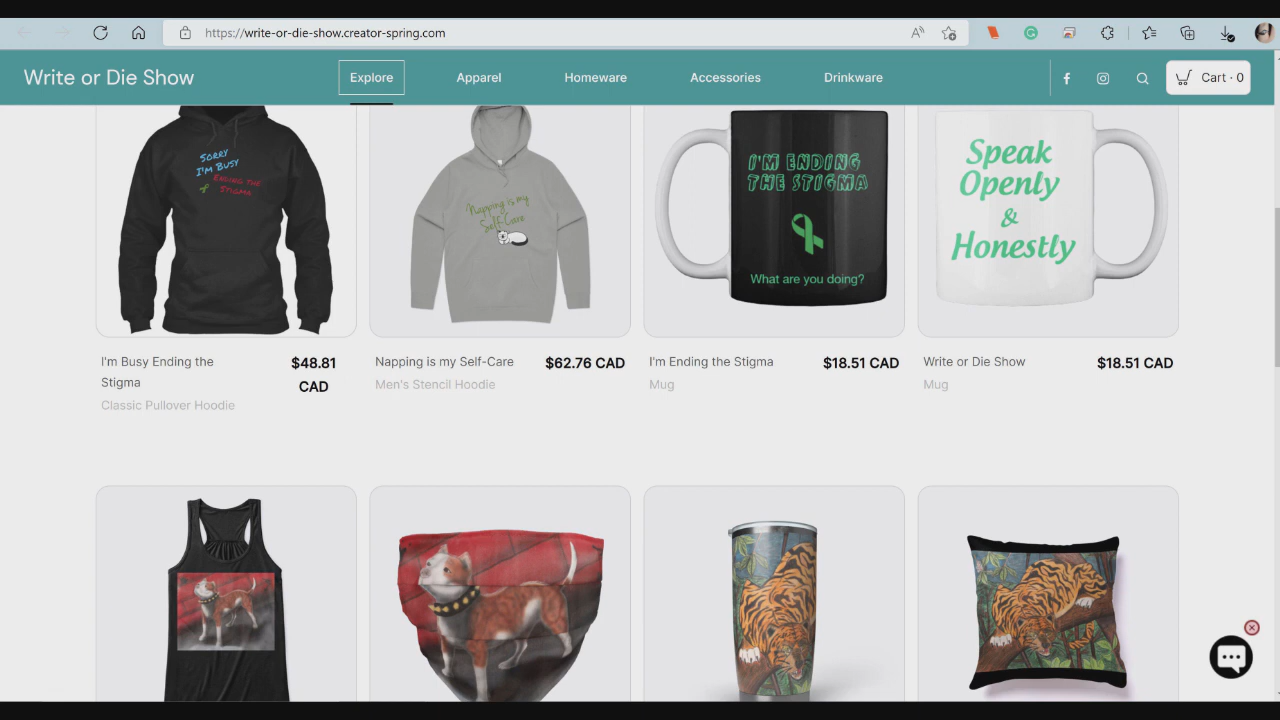 https://write-or-die-show.creator-spring.com
Write or Die Show
Explore
Apparel
Homeware
Accessories
Drinkware
Cart · 0
SORRY
I'M BUSY
ENDING THE
STIGMA
Napping is my
Self-Care
I'M ENDING
THE STIGMA
What are you doing?
Speak
Openly
&
Honestly
I'm Busy Ending the
Stigma
$48.81
CAD
Classic Pullover Hoodie
Napping is my Self-Care
$62.76 CAD
Men's Stencil Hoodie
I'm Ending the Stigma
$18.51 CAD
Mug
Write or Die Show
$18.51 CAD
Mug